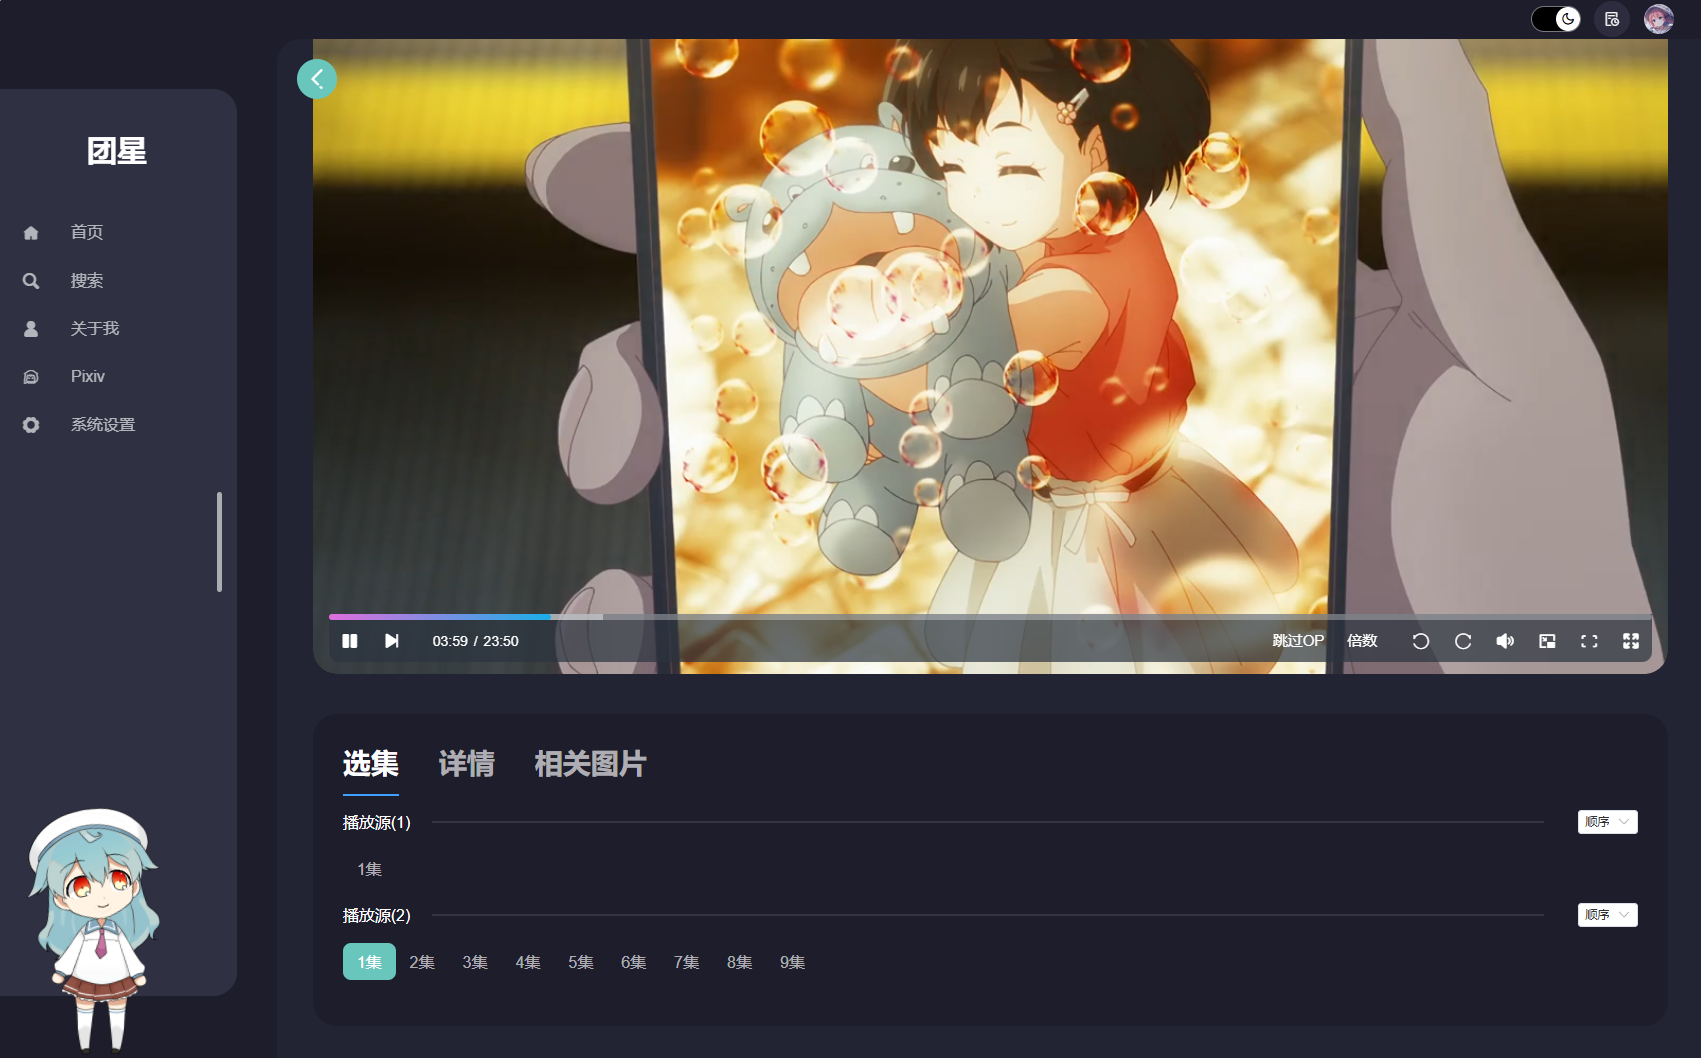 团星
首页
搜索
关于我
Pixiv
系统设置
03:59 / 23:50
跳过OP
倍数
选集
详情
相关图片
播放源(1)
顺序
1集
播放源(2)
顺序
1集
2集
3集
4集
5集
6集
7集
8集
9集